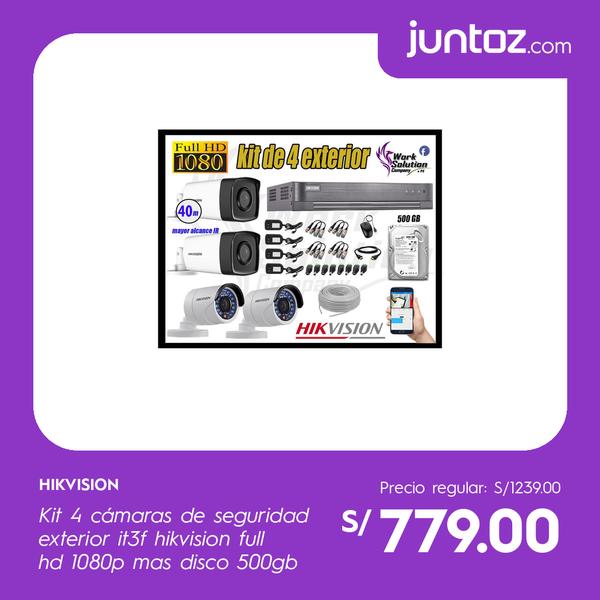 juntoz.com
Full HD
1080
kit de 4 exterior
Work
Solution
Company
40m
mayor alcance IR
500 GB
HIKVISION
HIKVISION
Kit 4 cámaras de seguridad
exterior it3f hikvision full
hd 1080p mas disco 500gb
Precio regular: S/1239.00
S/779.00